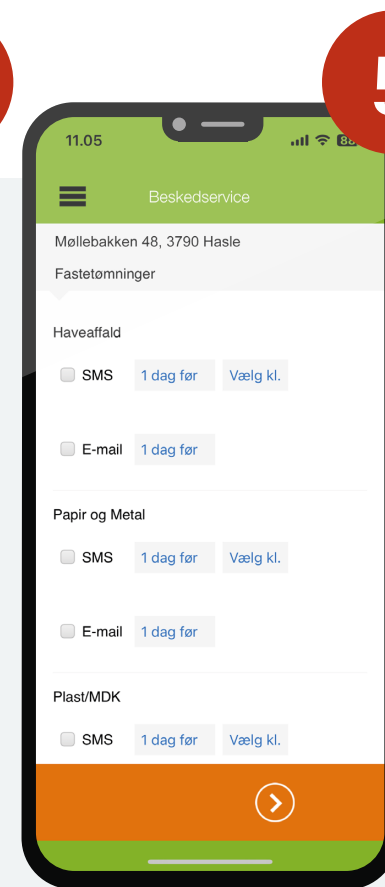 5
11.05
88
Beskedservice
Møllebakken 48, 3790 Hasle
Fastetømninger
Haveaffald
SMS 1 dag før Vælg kl.
E-mail 1 dag før
Papir og Metal
SMS 1 dag før Vælg kl.
E-mail 1 dag før
Plast/MDK
SMS 1 dag før Vælg kl.